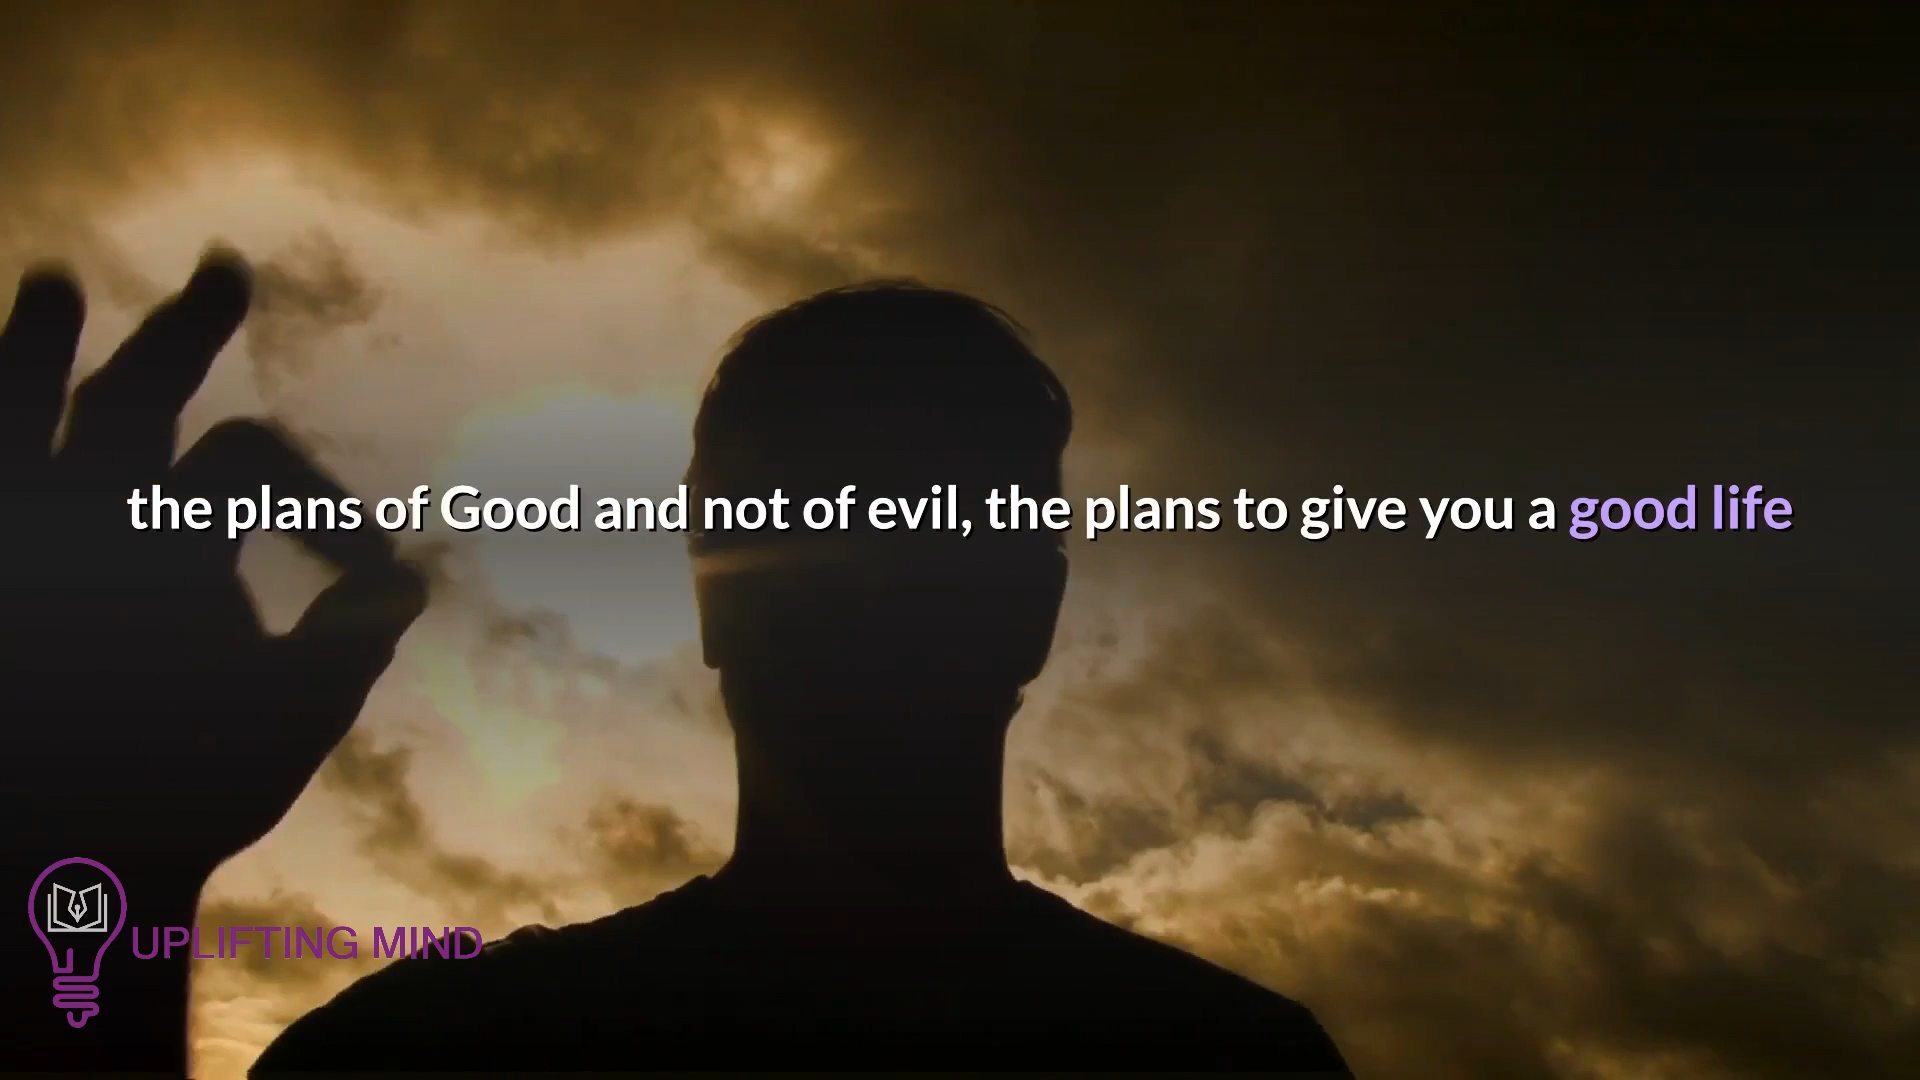 the plans of Good and not of evil, the plans to give you a good life
UPLIFTING MIND